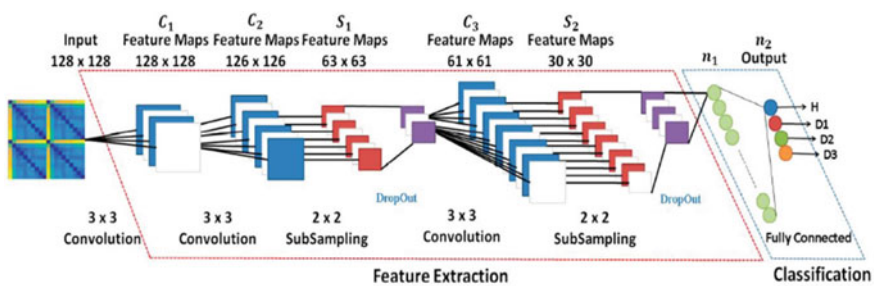 C₁ C₂ S₁ C₃ S₂ n₂
Input Feature Maps Feature Maps Feature Maps Feature Maps Feature Maps n₁ Output
128 x 128 128 x 128 126 x 126 63 x 63 61 x 61 30 x 30
H
D1
D2
D3
DropOut DropOut
3 x 3 3 x 3 2 x 2 3 x 3 2 x 2
Convolution Convolution SubSampling Convolution SubSampling Fully Connected
Feature Extraction Classification